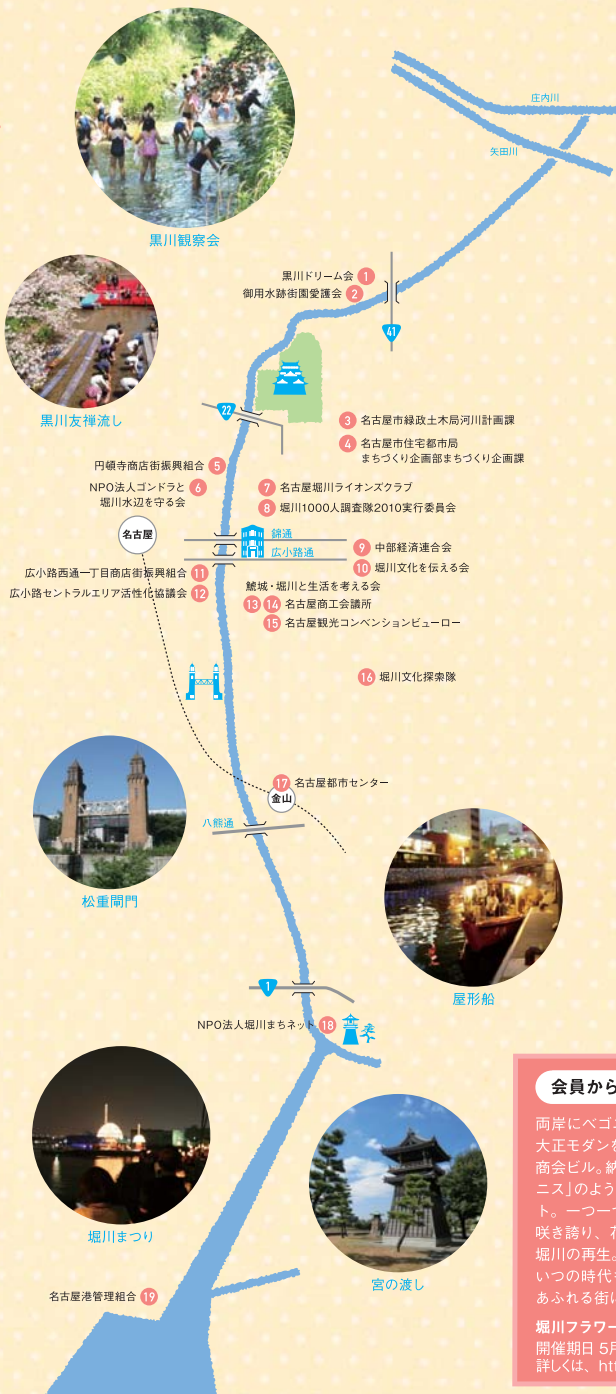 庄内川
矢田川
黒川観察会
黒川ドリーム会 1
御用水跡街園愛護会 2
41
黒川友禅流し
22
3 名古屋市緑政土木局河川計画課
4 名古屋市住宅都市局
まちづくり企画部まちづくり企画課
円頓寺商店街振興組合 5
NPO法人ゴンドラと 6
堀川水辺を守る会
7 名古屋堀川ライオンズクラブ
8 堀川1000人調査隊2010実行委員会
名古屋
錦通
広小路通
9 中部経済連合会
10 堀川文化を伝える会
広小路西通一丁目商店街振興組合 11
広小路セントラルエリア活性化協議会 12
鯱城・堀川と生活を考える会
13 14 名古屋商工会議所
15 名古屋観光コンベンションビューロー
16 堀川文化探索隊
17 名古屋都市センター
金山
八熊通
松重閘門
屋形船
1
NPO法人堀川まちネット 18
堀川まつり
宮の渡し
名古屋港管理組合 19
会員から
両岸にベゴ
大正モダンを
商会ビル。納
ニス」のよう
ト。一つ一つ
咲き誇り、花
堀川の再生。
いつの時代
あふれる街に
堀川フラワー
開催期日 5月
詳しくは、htt